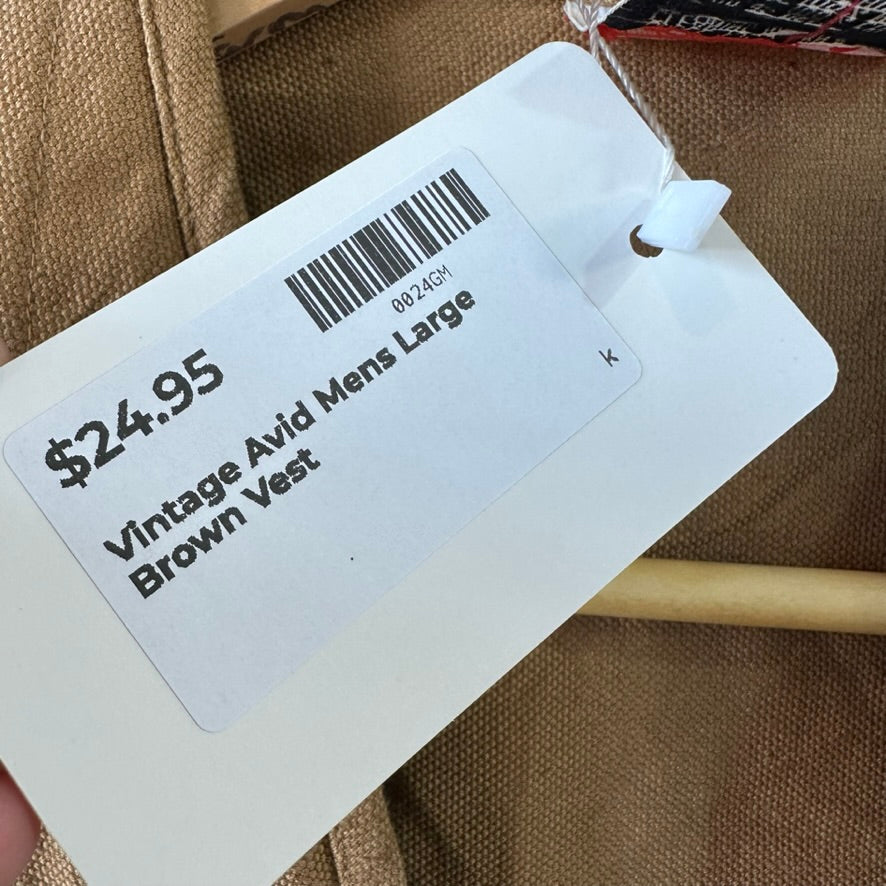 0024GM
$24.95
k
Vintage Avid Mens Large
Brown Vest